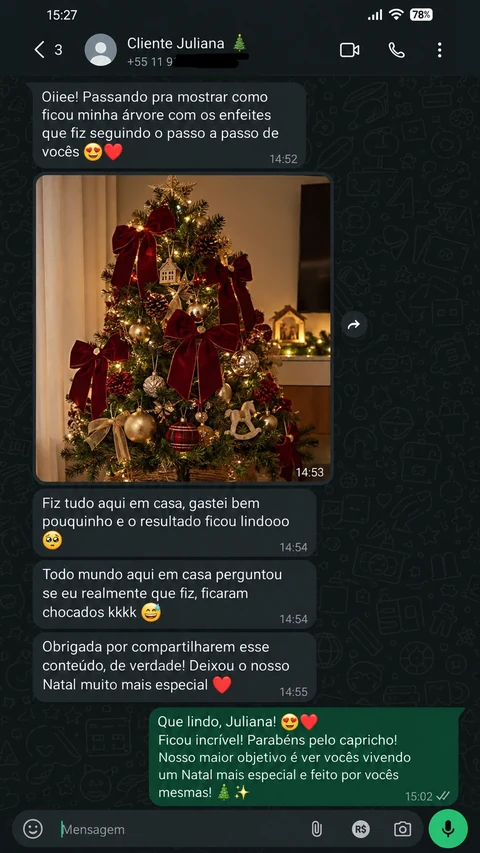 15:27
78%
3
Cliente Juliana 🎄
+55 11 9
Oiiee! Passando pra mostrar como
ficou minha árvore com os enfeites
que fiz seguindo o passo a passo de
vocês 😍❤️
14:52
14:53
Fiz tudo aqui em casa, gastei bem
pouquinho e o resultado ficou lindooo
🥺
14:54
Todo mundo aqui em casa perguntou
se eu realmente que fiz, ficaram
chocados kkkk 😅
14:54
Obrigada por compartilharem esse
conteúdo, de verdade! Deixou o nosso
Natal muito mais especial ❤️
14:55
Que lindo, Juliana! 😍❤️
Ficou incrível! Parabéns pelo capricho!
Nosso maior objetivo é ver vocês vivendo
um Natal mais especial e feito por vocês
mesmas! 🎄✨
15:02
Mensagem
R$